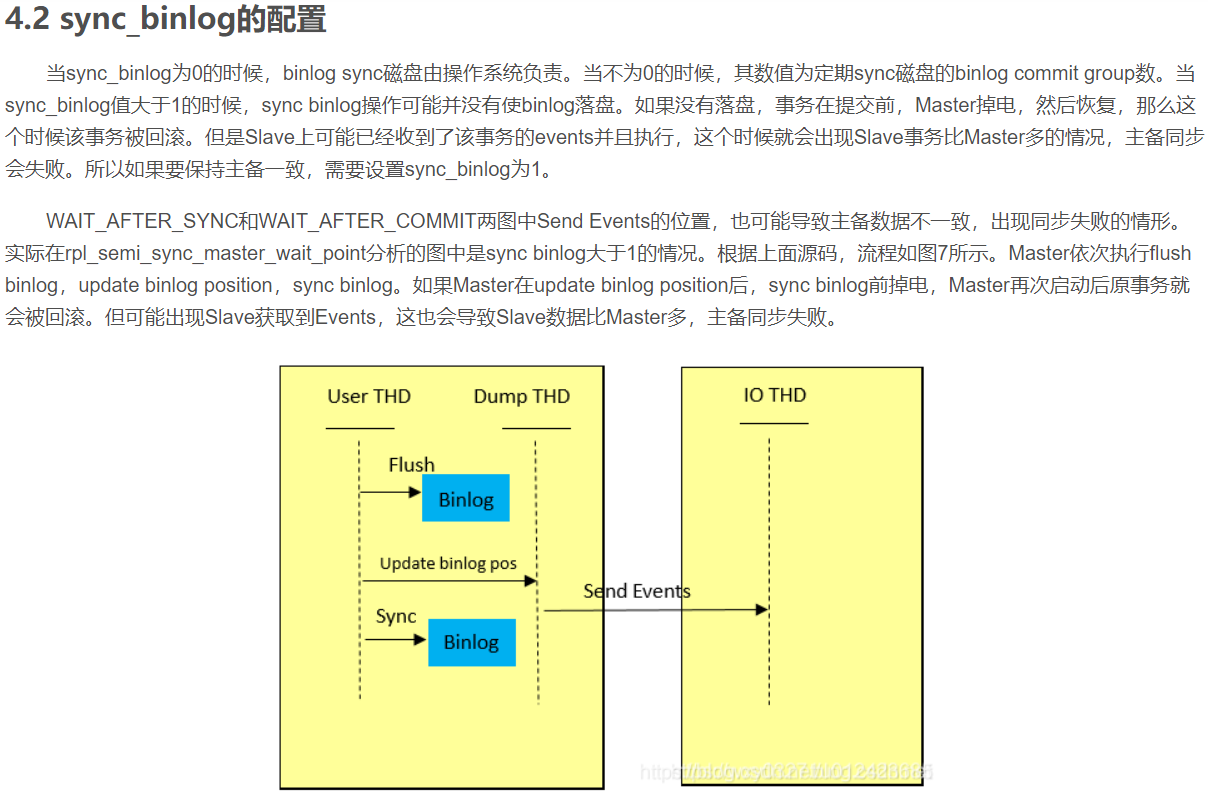 4.2 sync_binlog的配置
当sync_binlog为0的时候，binlog sync磁盘由操作系统负责。当不为0的时候，其数值为定期sync磁盘的binlog commit group数。当
sync_binlog值大于1的时候，sync binlog操作可能并没有使binlog落盘。如果没有落盘，事务在提交前，Master掉电，然后恢复，那么这
个时候该事务被回滚。但是Slave上可能已经收到了该事务的events并且执行，这个时候就会出现Slave事务比Master多的情况，主备同步
会失败。所以如果要保持主备一致，需要设置sync_binlog为1。
WAIT_AFTER_SYNC和WAIT_AFTER_COMMIT两图中Send Events的位置，也可能导致主备数据不一致，出现同步失败的情形。
实际在rpl_semi_sync_master_wait_point分析的图中是sync binlog大于1的情况。根据上面源码，流程如图7所示。Master依次执行flush
binlog，update binlog position，sync binlog。如果Master在update binlog position后，sync binlog前掉电，Master再次启动后原事务就
会被回滚。但可能出现Slave获取到Events，这也会导致Slave数据比Master多，主备同步失败。
User THD
Dump THD
IO THD
Flush
Binlog
Update binlog pos
Send Events
Sync
Binlog